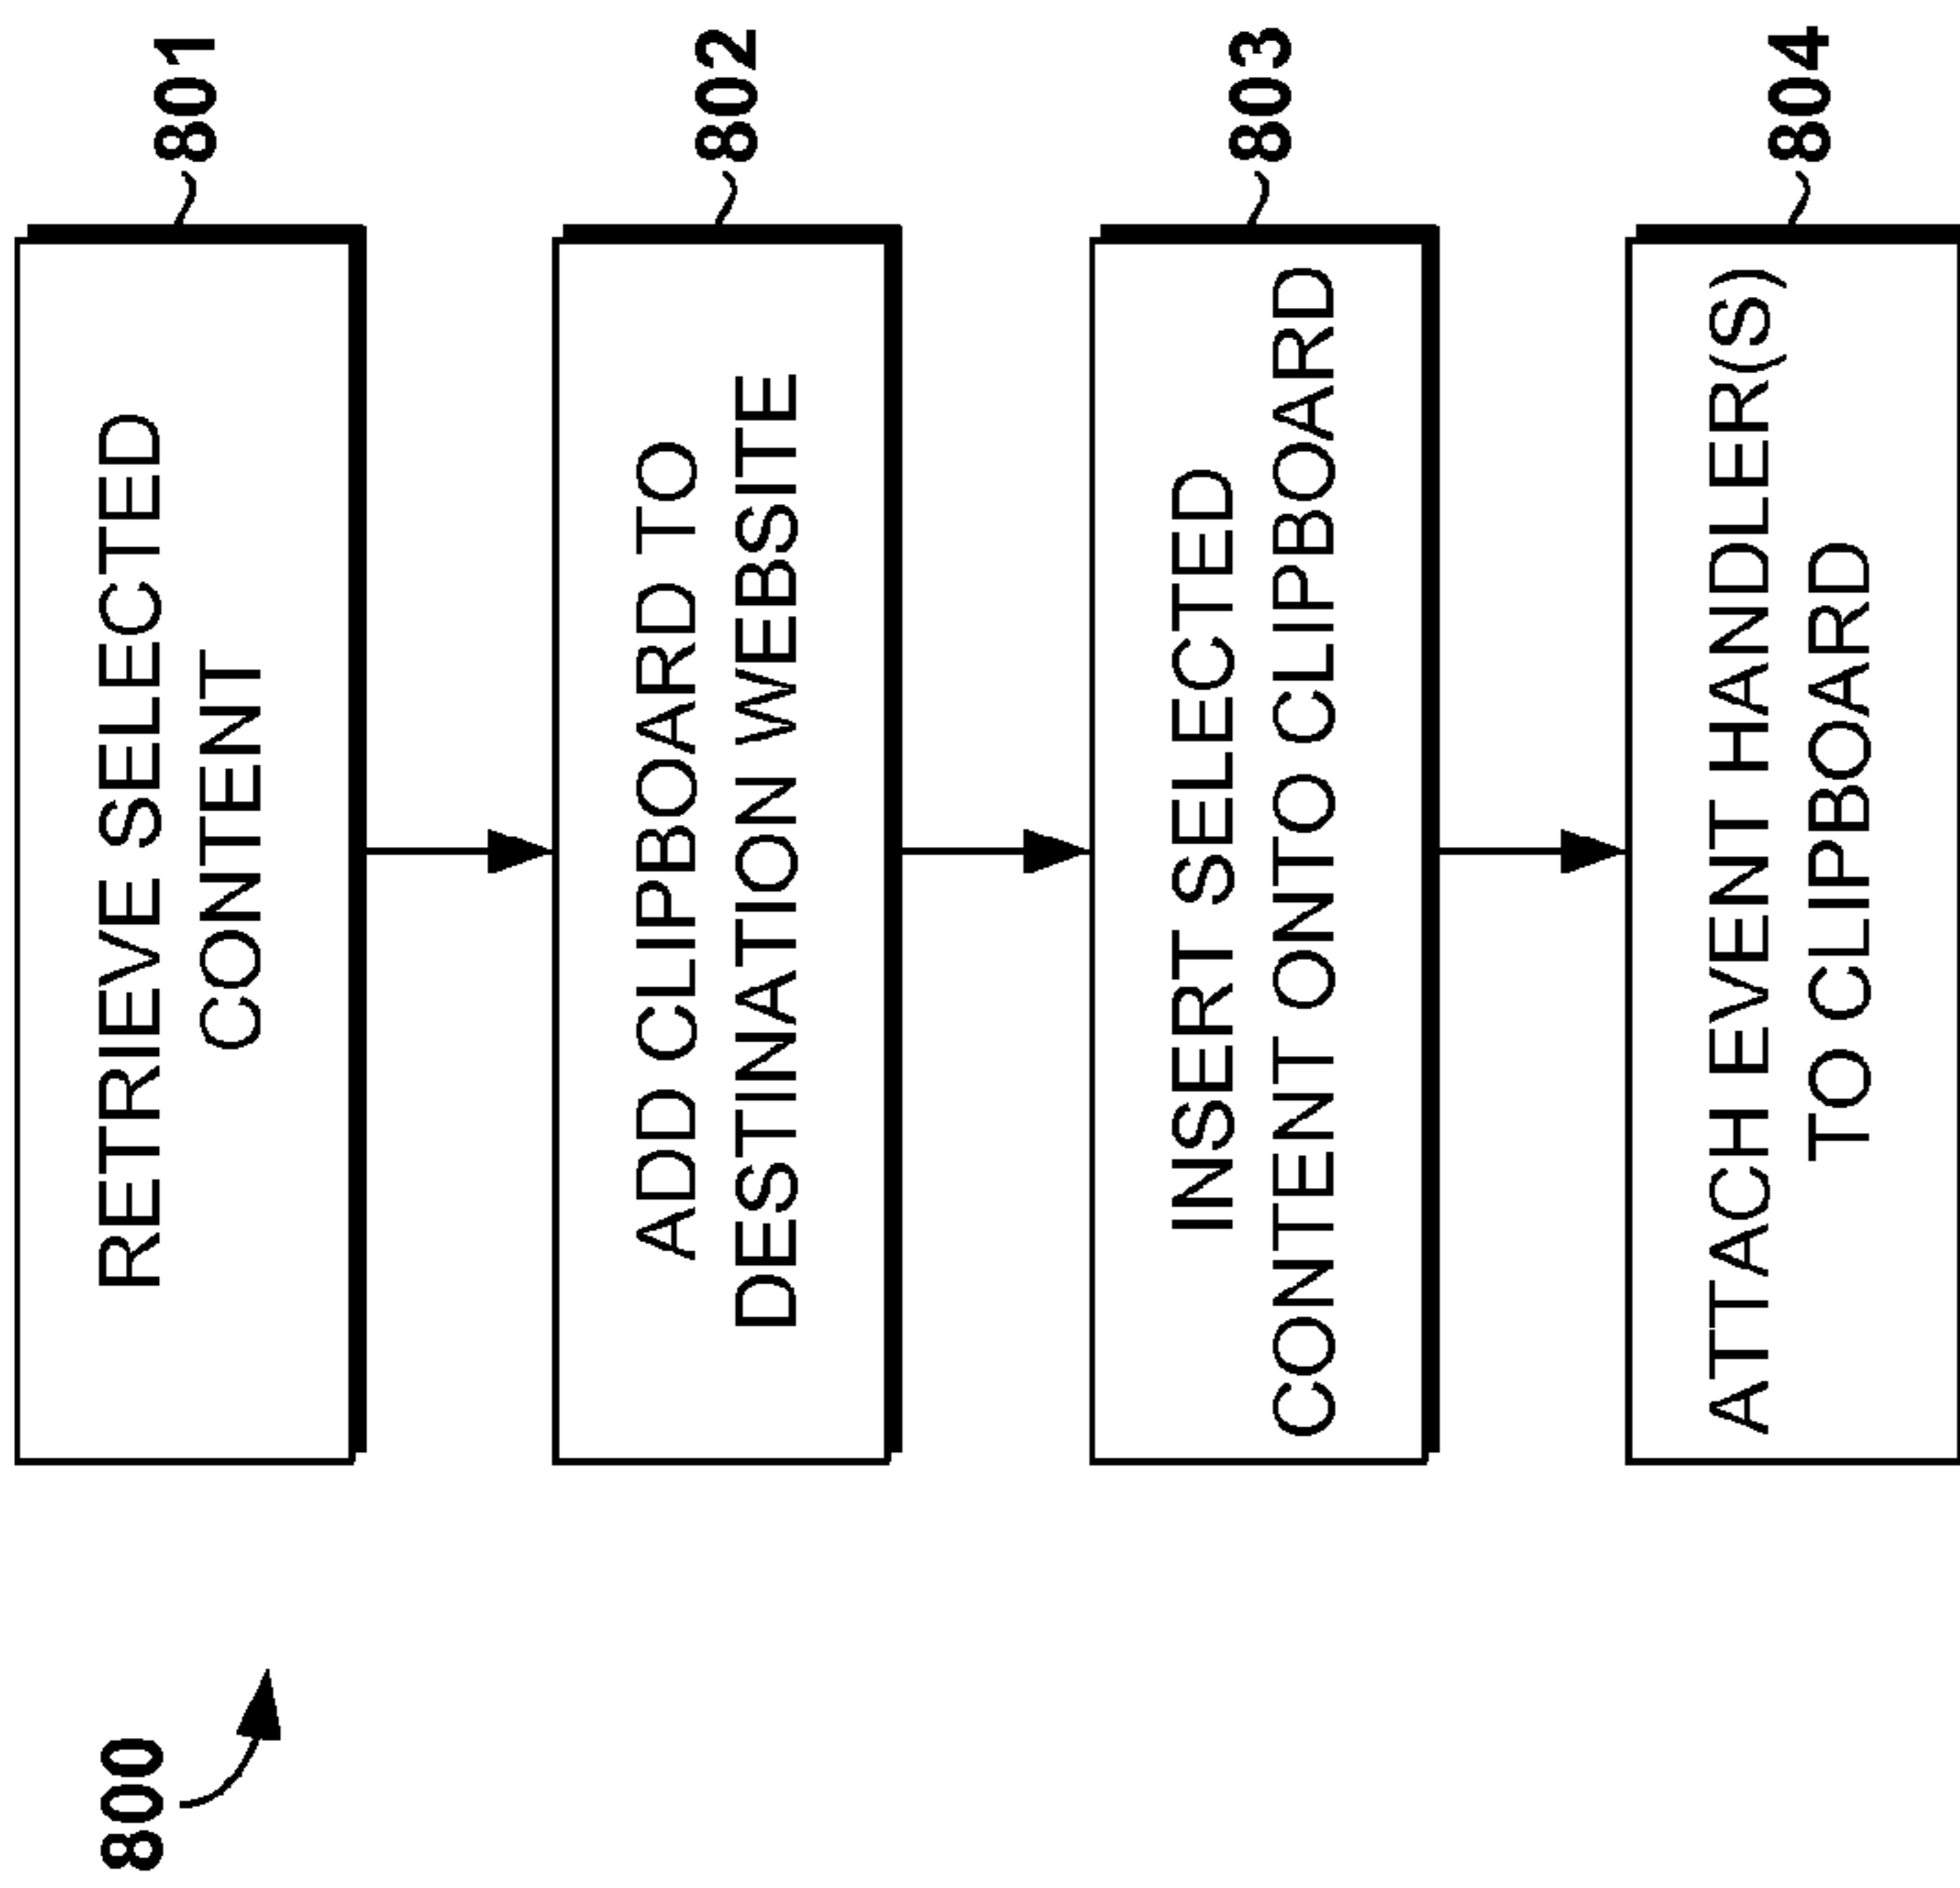 800
RETRIEVE SELECTED
CONTENT
801
ADD CLIPBOARD TO
DESTINATION WEBSITE
802
INSERT SELECTED
CONTENT ONTO CLIPBOARD
803
ATTACH EVENT HANDLER(S)
TO CLIPBOARD
804